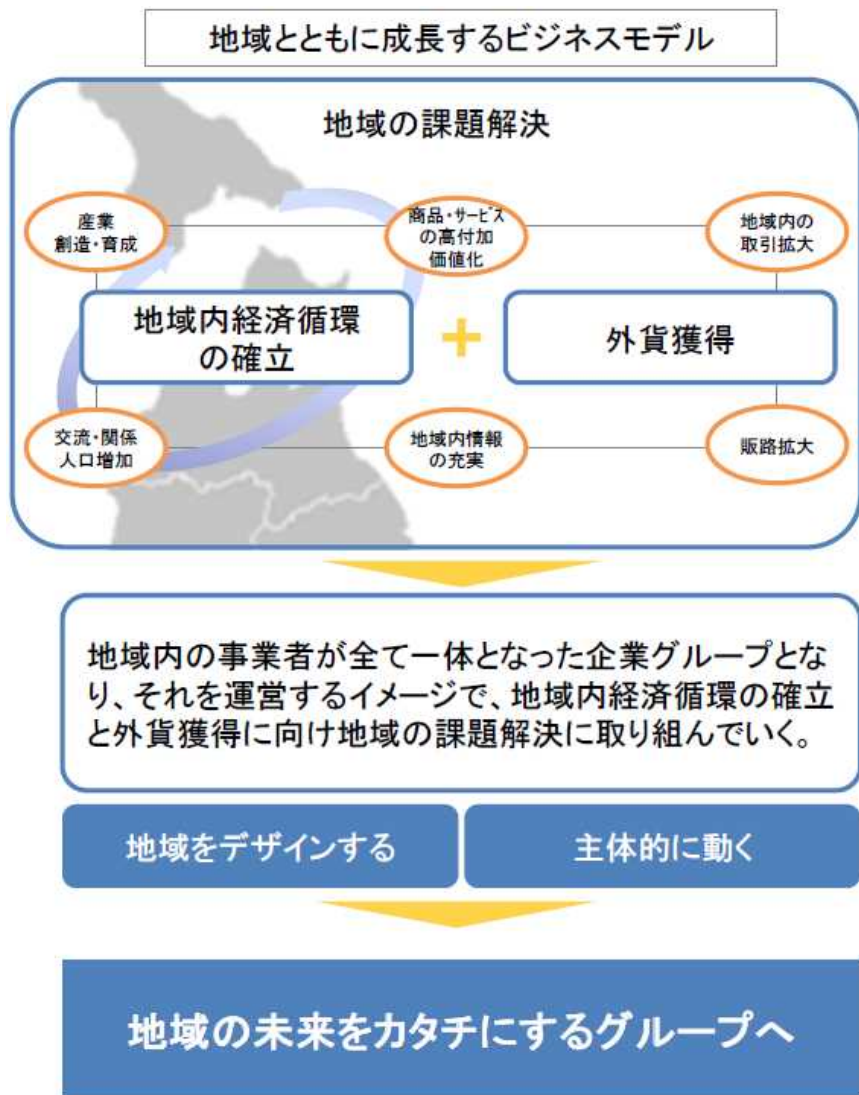 地域とともに成長するビジネスモデル
地域の課題解決
産業
創造・育成
商品・サービス
の高付加
価値化
地域内の
取引拡大
地域内経済循環
の確立
+
外貨獲得
交流・関係
人口増加
地域内情報
の充実
販路拡大
地域内の事業者が全て一体となった企業グループとな
り、それを運営するイメージで、地域内経済循環の確立
と外貨獲得に向け地域の課題解決に取り組んでいく。
地域をデザインする
主体的に動く
地域の未来をカタチにするグループへ